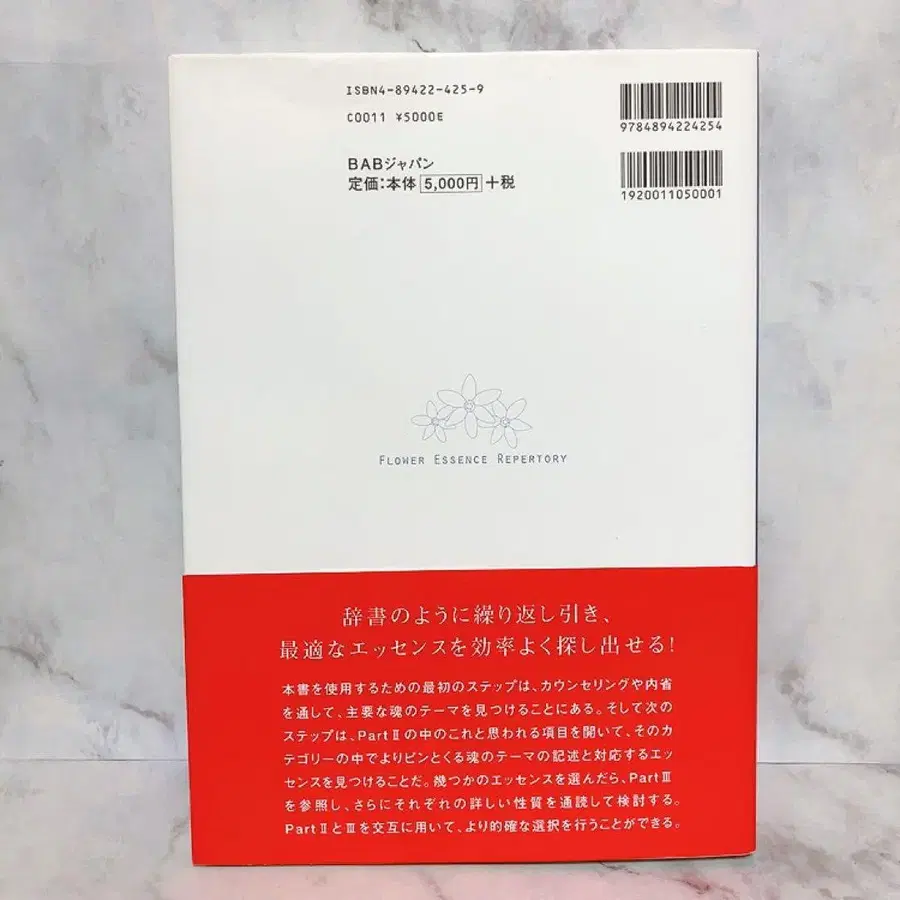 ISBN4-89422-425-9
C0011 ¥5000E
BABジャパン
定価:本体 5,000円 +税
9784894224254
1920011050001
FLOWER ESSENCE REPERTORY
辞書のように繰り返し引き、
最適なエッセンスを効率よく探し出せる!
本書を使用するための最初のステップは、カウンセリングや内省
を通して、主要な魂のテーマを見つけることにある。そして次の
ステップは、PartⅡの中のこれと思われる項目を開いて、そのカ
テゴリーの中でよりピンとくる魂のテーマの記述と対応するエッ
センスを見つけることだ。幾つかのエッセンスを選んだら、PartⅢ
を参照し、さらにそれぞれの詳しい性質を通読して検討する。
PartⅡとⅢを交互に用いて、より的確な選択を行うことができる。